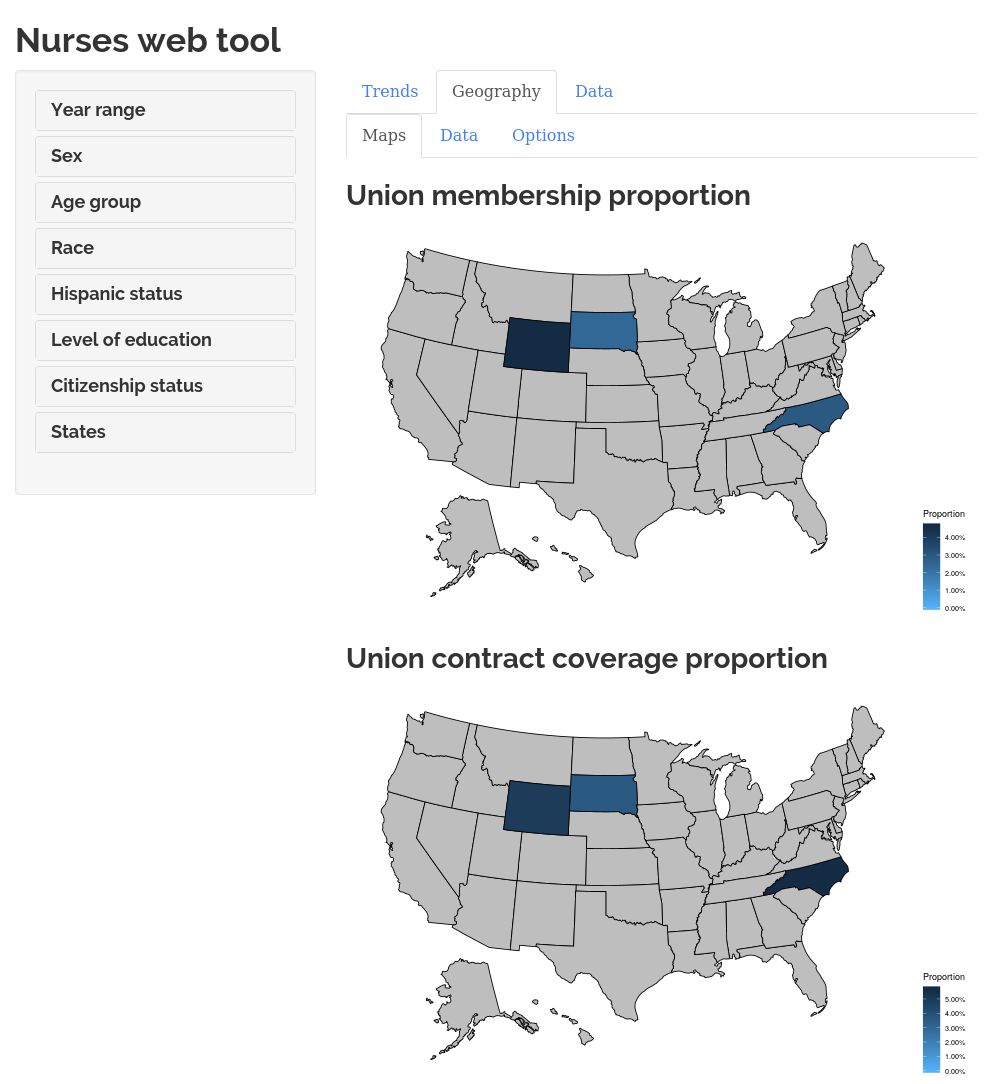 Nurses web tool
Year range
Sex
Age group
Race
Hispanic status
Level of education
Citizenship status
States
Trends Geography Data
Maps Data Options
Union membership proportion
Proportion
4.00%
3.00%
2.00%
1.00%
0.00%
Union contract coverage proportion
Proportion
5.00%
4.00%
3.00%
2.00%
1.00%
0.00%